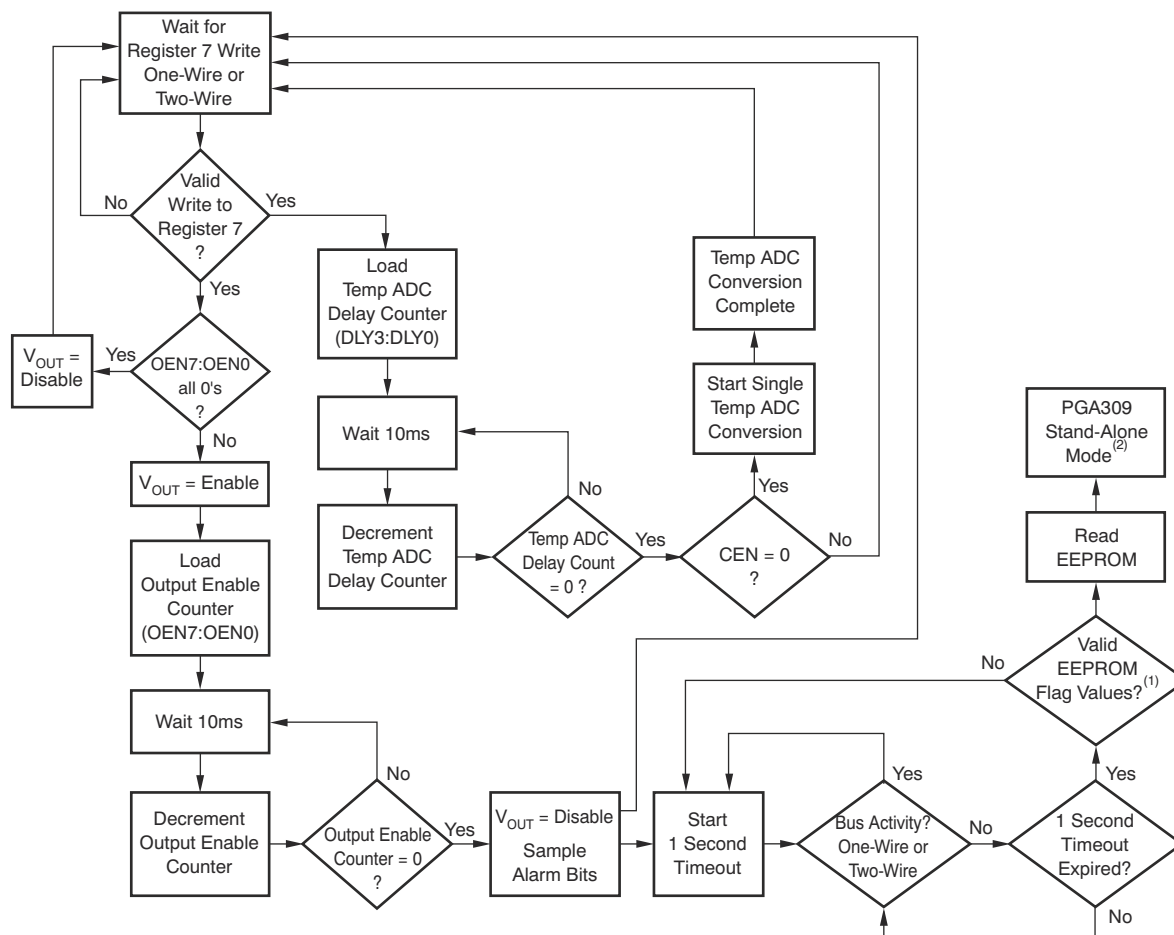 Wait for
Register 7 Write
One-Wire or
Two-Wire
Valid
Write to
Register 7
?
No
Yes
Yes
OEN7:OEN0
all 0's
?
Yes
No
V_OUT =
Disable
V_OUT = Enable
Load
Output Enable
Counter
(OEN7:OEN0)
Wait 10ms
Decrement
Output Enable
Counter
Output Enable
Counter = 0
?
No
Yes
V_OUT = Disable
Sample
Alarm Bits
Load
Temp ADC
Delay Counter
(DLY3:DLY0)
Wait 10ms
Decrement
Temp ADC
Delay Counter
Temp ADC
Delay Count
= 0 ?
No
Yes
CEN = 0
?
Yes
No
Start Single
Temp ADC
Conversion
Temp ADC
Conversion
Complete
Start
1 Second
Timeout
Bus Activity?
One-Wire or
Two-Wire
Yes
No
1 Second
Timeout
Expired?
Yes
No
Valid
EEPROM
Flag Values?(1)
No
Read
EEPROM
PGA309
Stand-Alone
Mode(2)